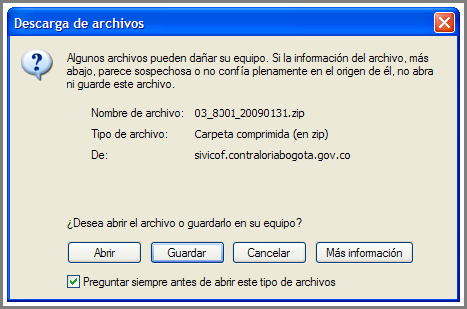 Descarga de archivos
Algunos archivos pueden dañar su equipo. Si la información del archivo, más
abajo, parece sospechosa o no confía plenamente en el origen de él, no abra
ni guarde este archivo.
Nombre de archivo: 03_8001_20090131.zip
Tipo de archivo: Carpeta comprimida (en zip)
De: sivicof.contraloriabogota.gov.co
¿Desea abrir el archivo o guardarlo en su equipo?
Abrir Guardar Cancelar Más información
Preguntar siempre antes de abrir este tipo de archivos